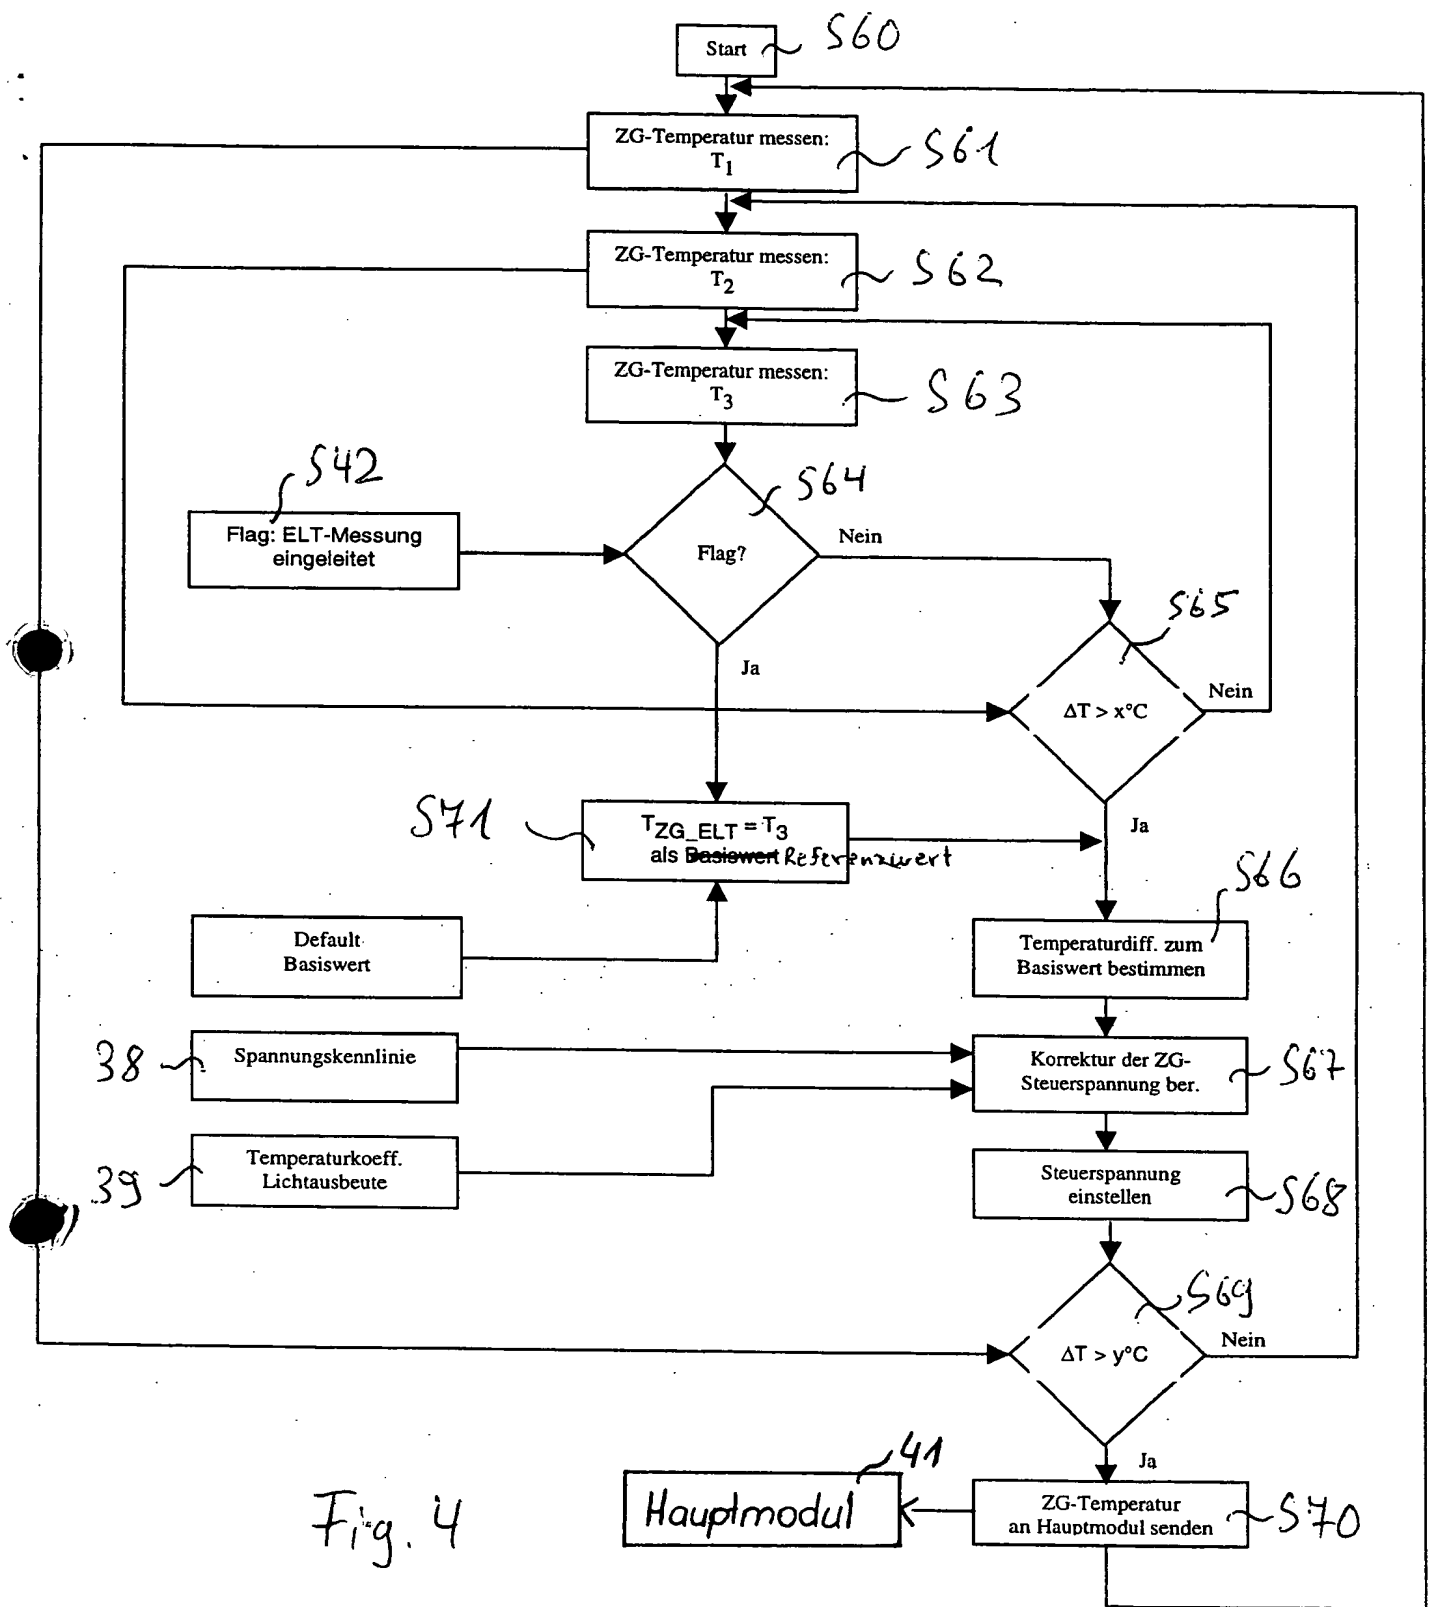 Start
S60
ZG-Temperatur messen:
T1
S61
ZG-Temperatur messen:
T2
S62
ZG-Temperatur messen:
T3
S63
S42
Flag: ELT-Messung
eingeleitet
S64
Flag?
Nein
Ja
S65
ΔT > x°C
Nein
Ja
S71
TZG_ELT = T3
als Basiswert Referenzwert
S66
Default
Basiswert
Temperaturdiff. zum
Basiswert bestimmen
38
Spannungskennlinie
Korrektur der ZG-
Steuerspannung ber.
S67
39
Temperaturkoeff.
Lichtausbeute
Steuerspannung
einstellen
S68
S69
ΔT > y°C
Nein
Ja
41
Hauptmodul
ZG-Temperatur
an Hauptmodul senden
S70
Fig. 4